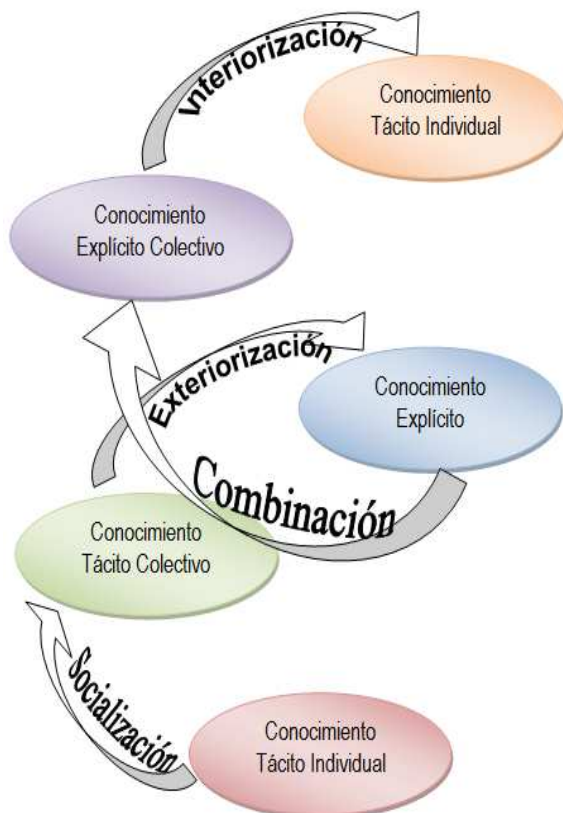 Interiorización
Conocimiento
Tácito Individual
Conocimiento
Explícito Colectivo
Exteriorización
Conocimiento
Explícito
Combinación
Conocimiento
Tácito Colectivo
Socialización
Conocimiento
Tácito Individual